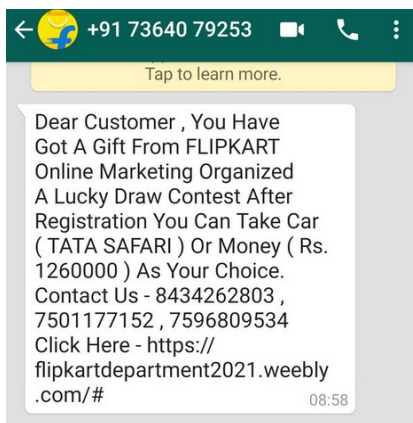 +91 73640 79253
Tap to learn more.
Dear Customer , You Have
Got A Gift From FLIPKART
Online Marketing Organized
A Lucky Draw Contest After
Registration You Can Take Car
( TATA SAFARI ) Or Money ( Rs.
1260000 ) As Your Choice.
Contact Us - 8434262803 ,
7501177152 , 7596809534
Click Here - https://
flipkartdepartment2021.weebly
.com/#
08:58